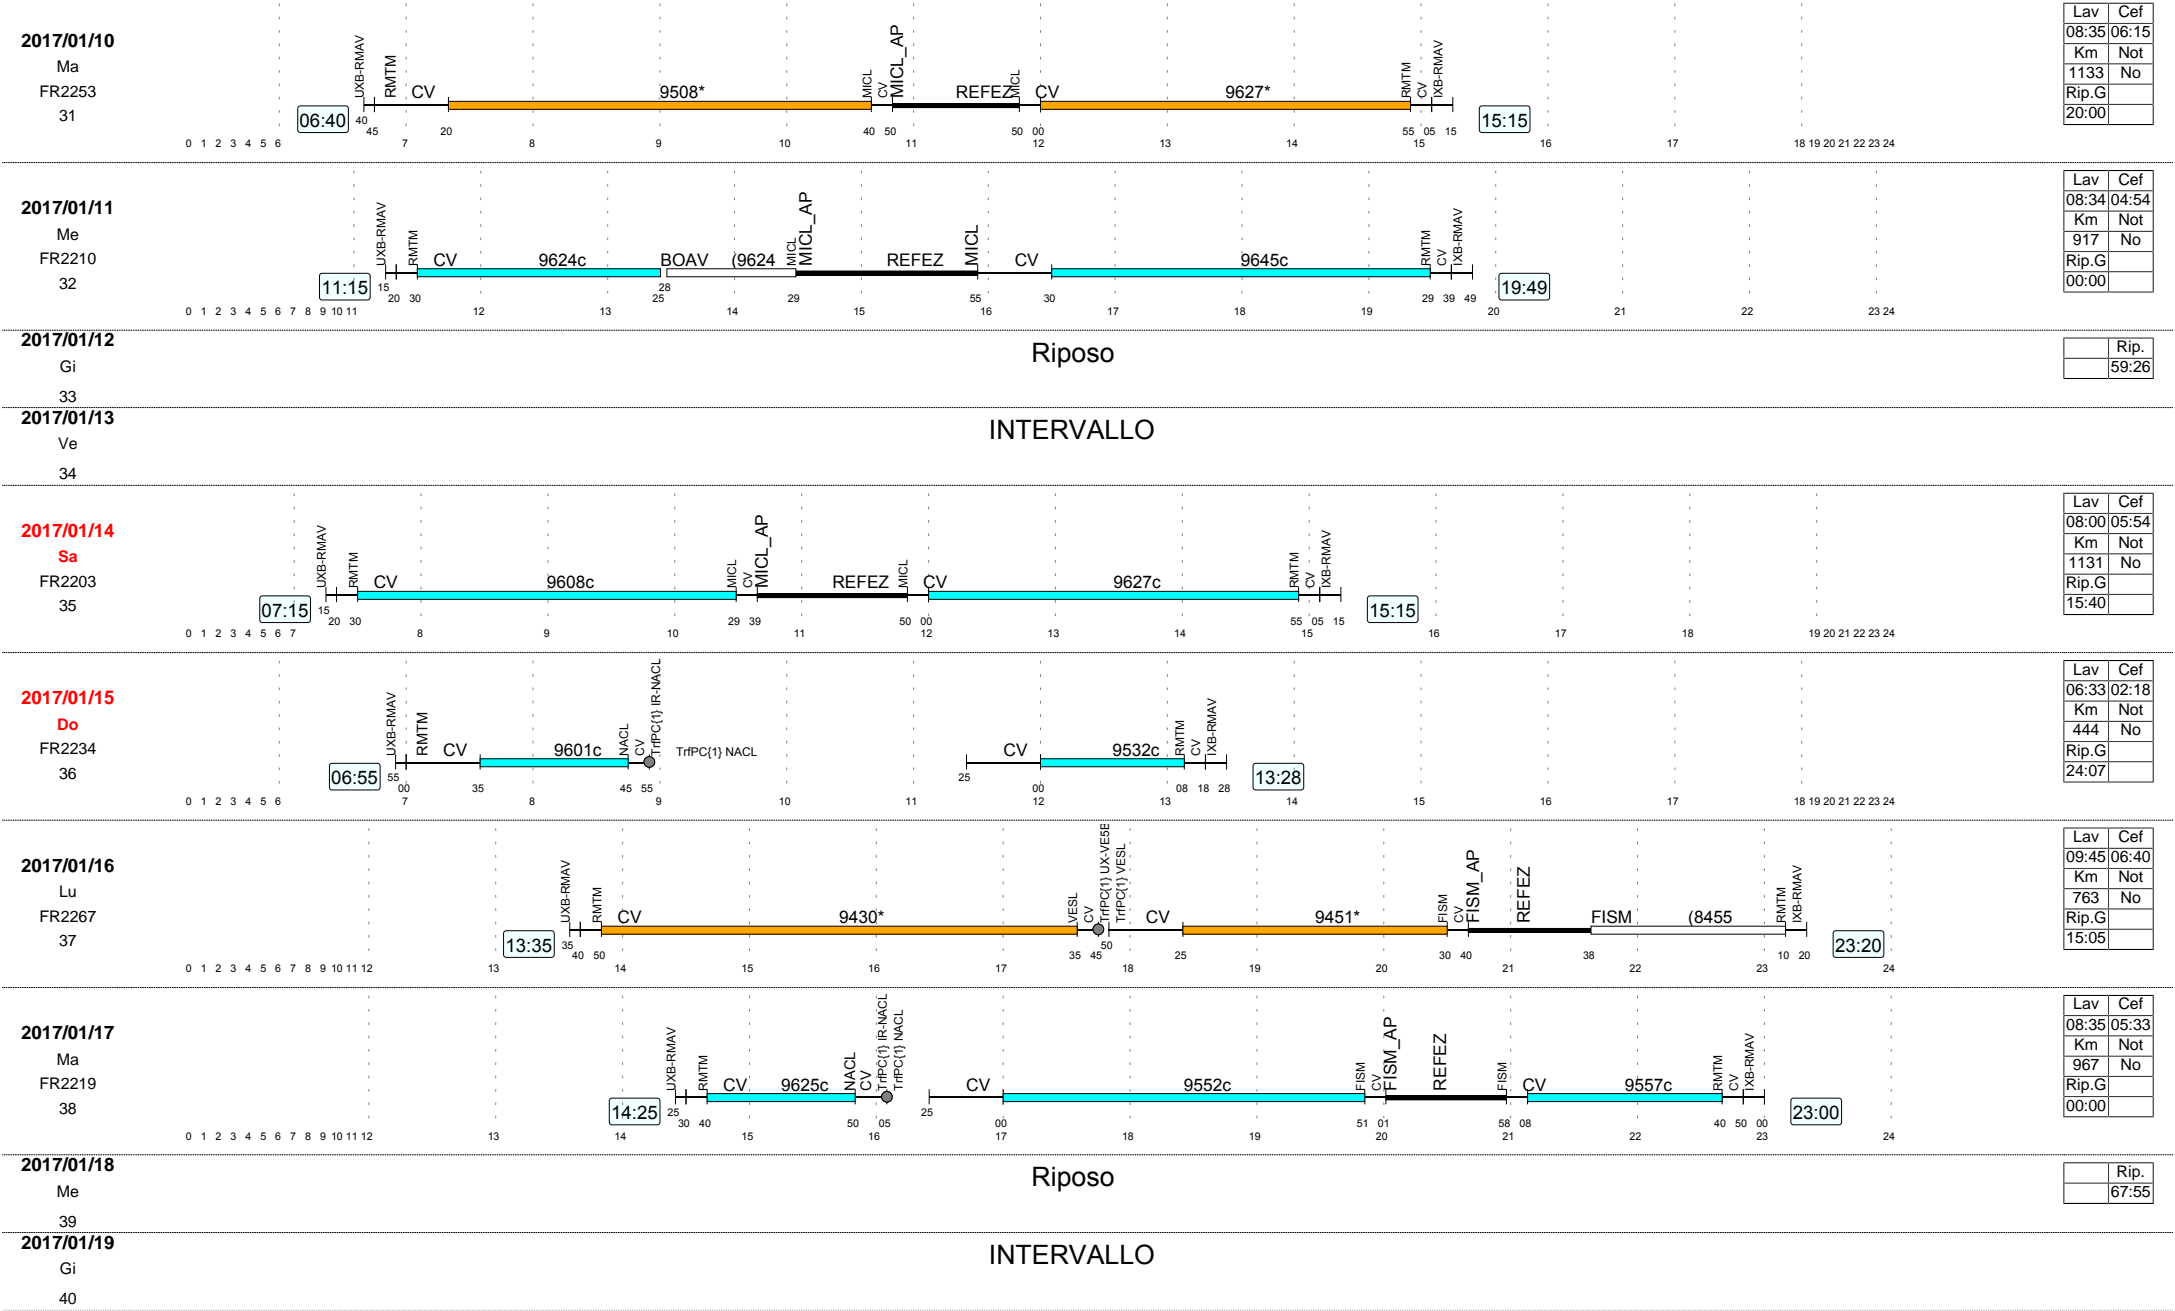 2017/01/10
Ma
FR2253
31
06:40
UXB-RMAV RMTM CV 9508* MICL CV MICL_AP REFEZ MICL CV 9627* RMTM CV IXB-RMAV
15:15
40 45 20 40 50 50 00 55 05 15
0 1 2 3 4 5 6 7 8 9 10 11 12 13 14 15 16 17 18 19 20 21 22 23 24
Lav Cef
08:35 06:15
Km Not
1133 No
Rip.G
20:00
2017/01/11
Me
FR2210
32
11:15
UXB-RMAV RMTM CV 9624c BOAV (9624 MICL MICL_AP REFEZ MICL CV 9645c RMTM CV IXB-RMAV
19:49
15 20 30 25 28 29 55 30 29 39 49
0 1 2 3 4 5 6 7 8 9 10 11 12 13 14 15 16 17 18 19 20 21 22 23 24
Lav Cef
08:34 04:54
Km Not
917 No
Rip.G
00:00
2017/01/12
Gi
33
Riposo
Rip.
59:26
2017/01/13
Ve
34
INTERVALLO
2017/01/14
Sa
FR2203
35
07:15
UXB-RMAV RMTM CV 9608c MICL CV MICL_AP REFEZ MICL CV 9627c RMTM CV IXB-RMAV
15:15
15 20 30 29 39 50 00 55 05 15
0 1 2 3 4 5 6 7 8 9 10 11 12 13 14 15 16 17 18 19 20 21 22 23 24
Lav Cef
08:00 05:54
Km Not
1131 No
Rip.G
15:40
2017/01/15
Do
FR2234
36
06:55
UXB-RMAV RMTM CV 9601c NACL CV TrfPC{1} IR-NACL TrfPC{1} NACL CV 9532c RMTM CV IXB-RMAV
13:28
55 00 35 45 55 25 00 08 18 28
0 1 2 3 4 5 6 7 8 9 10 11 12 13 14 15 16 17 18 19 20 21 22 23 24
Lav Cef
06:33 02:18
Km Not
444 No
Rip.G
24:07
2017/01/16
Lu
FR2267
37
13:35
UXB-RMAV RMTM CV 9430* VESL CV TrfPC{1} UX-VE5E TrfPC{1} VESL CV 9451* FISM CV FISM_AP REFEZ FISM (8455 RMTM IXB-RMAV
23:20
35 40 50 35 45 50 25 30 40 38 10 20
0 1 2 3 4 5 6 7 8 9 10 11 12 13 14 15 16 17 18 19 20 21 22 23 24
Lav Cef
09:45 06:40
Km Not
763 No
Rip.G
15:05
2017/01/17
Ma
FR2219
38
14:25
UXB-RMAV RMTM CV 9625c NACL CV TrfPC{1} IR-NACL TrfPC{1} NACL CV 9552c FISM CV FISM_AP REFEZ FISM CV 9557c RMTM CV IXB-RMAV
23:00
25 30 40 50 05 25 00 51 01 58 08 40 50 00
0 1 2 3 4 5 6 7 8 9 10 11 12 13 14 15 16 17 18 19 20 21 22 23 24
Lav Cef
08:35 05:33
Km Not
967 No
Rip.G
00:00
2017/01/18
Me
39
Riposo
Rip.
67:55
2017/01/19
Gi
40
INTERVALLO